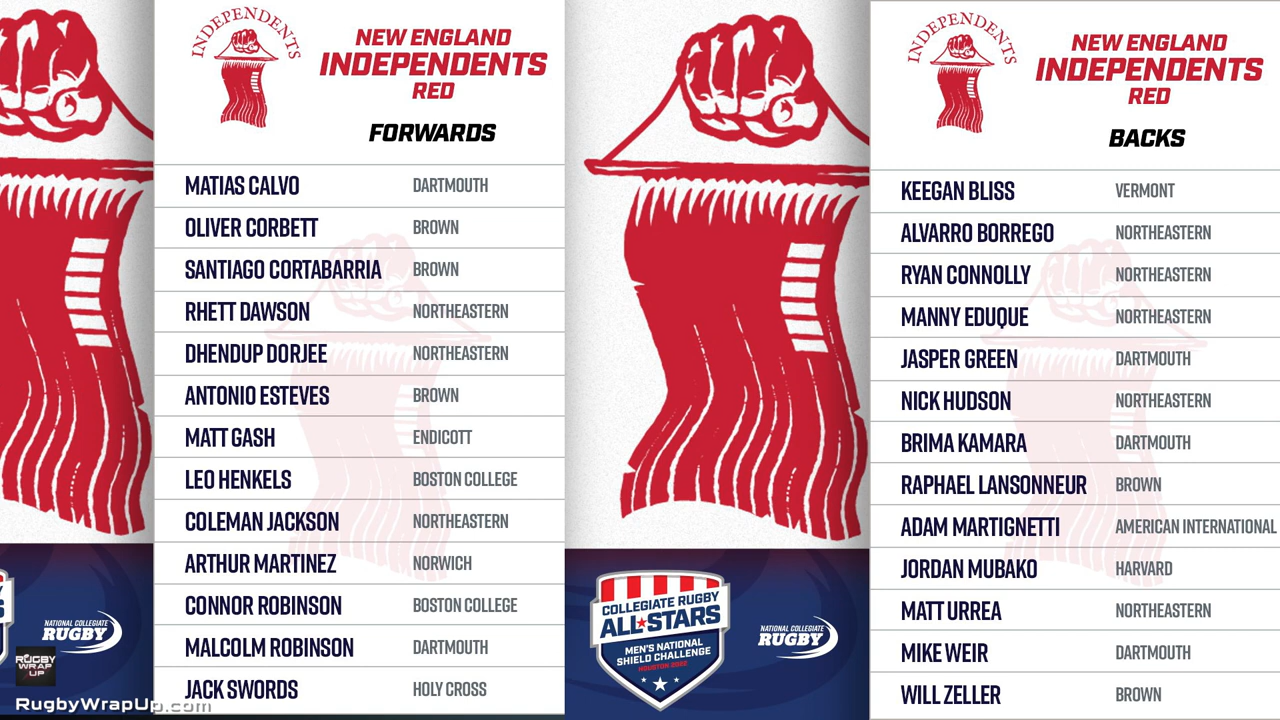 INDEPENDENTS
NEW ENGLAND
INDEPENDENTS
RED
FORWARDS
MATIAS CALVO DARTMOUTH
OLIVER CORBETT BROWN
SANTIAGO CORTABARRIA BROWN
RHETT DAWSON NORTHEASTERN
DHENDUP DORJEE NORTHEASTERN
ANTONIO ESTEVES BROWN
MATT GASH ENDICOTT
LEO HENKELS BOSTON COLLEGE
COLEMAN JACKSON NORTHEASTERN
ARTHUR MARTINEZ NORWICH
CONNOR ROBINSON BOSTON COLLEGE
MALCOLM ROBINSON DARTMOUTH
JACK SWORDS HOLY CROSS
NATIONAL COLLEGIATE
RUGBY
RUGBY
WRAP
UP
RugbyWrapUp.com
COLLEGIATE RUGBY
ALL★STARS
MEN'S NATIONAL
SHIELD CHALLENGE
HOUSTON 2022
NATIONAL COLLEGIATE
RUGBY
INDEPENDENTS
NEW ENGLAND
INDEPENDENTS
RED
BACKS
KEEGAN BLISS VERMONT
ALVARRO BORREGO NORTHEASTERN
RYAN CONNOLLY NORTHEASTERN
MANNY EDUQUE NORTHEASTERN
JASPER GREEN DARTMOUTH
NICK HUDSON NORTHEASTERN
BRIMA KAMARA DARTMOUTH
RAPHAEL LANSONNEUR BROWN
ADAM MARTIGNETTI AMERICAN INTERNATIONAL
JORDAN MUBAKO HARVARD
MATT URREA NORTHEASTERN
MIKE WEIR DARTMOUTH
WILL ZELLER BROWN